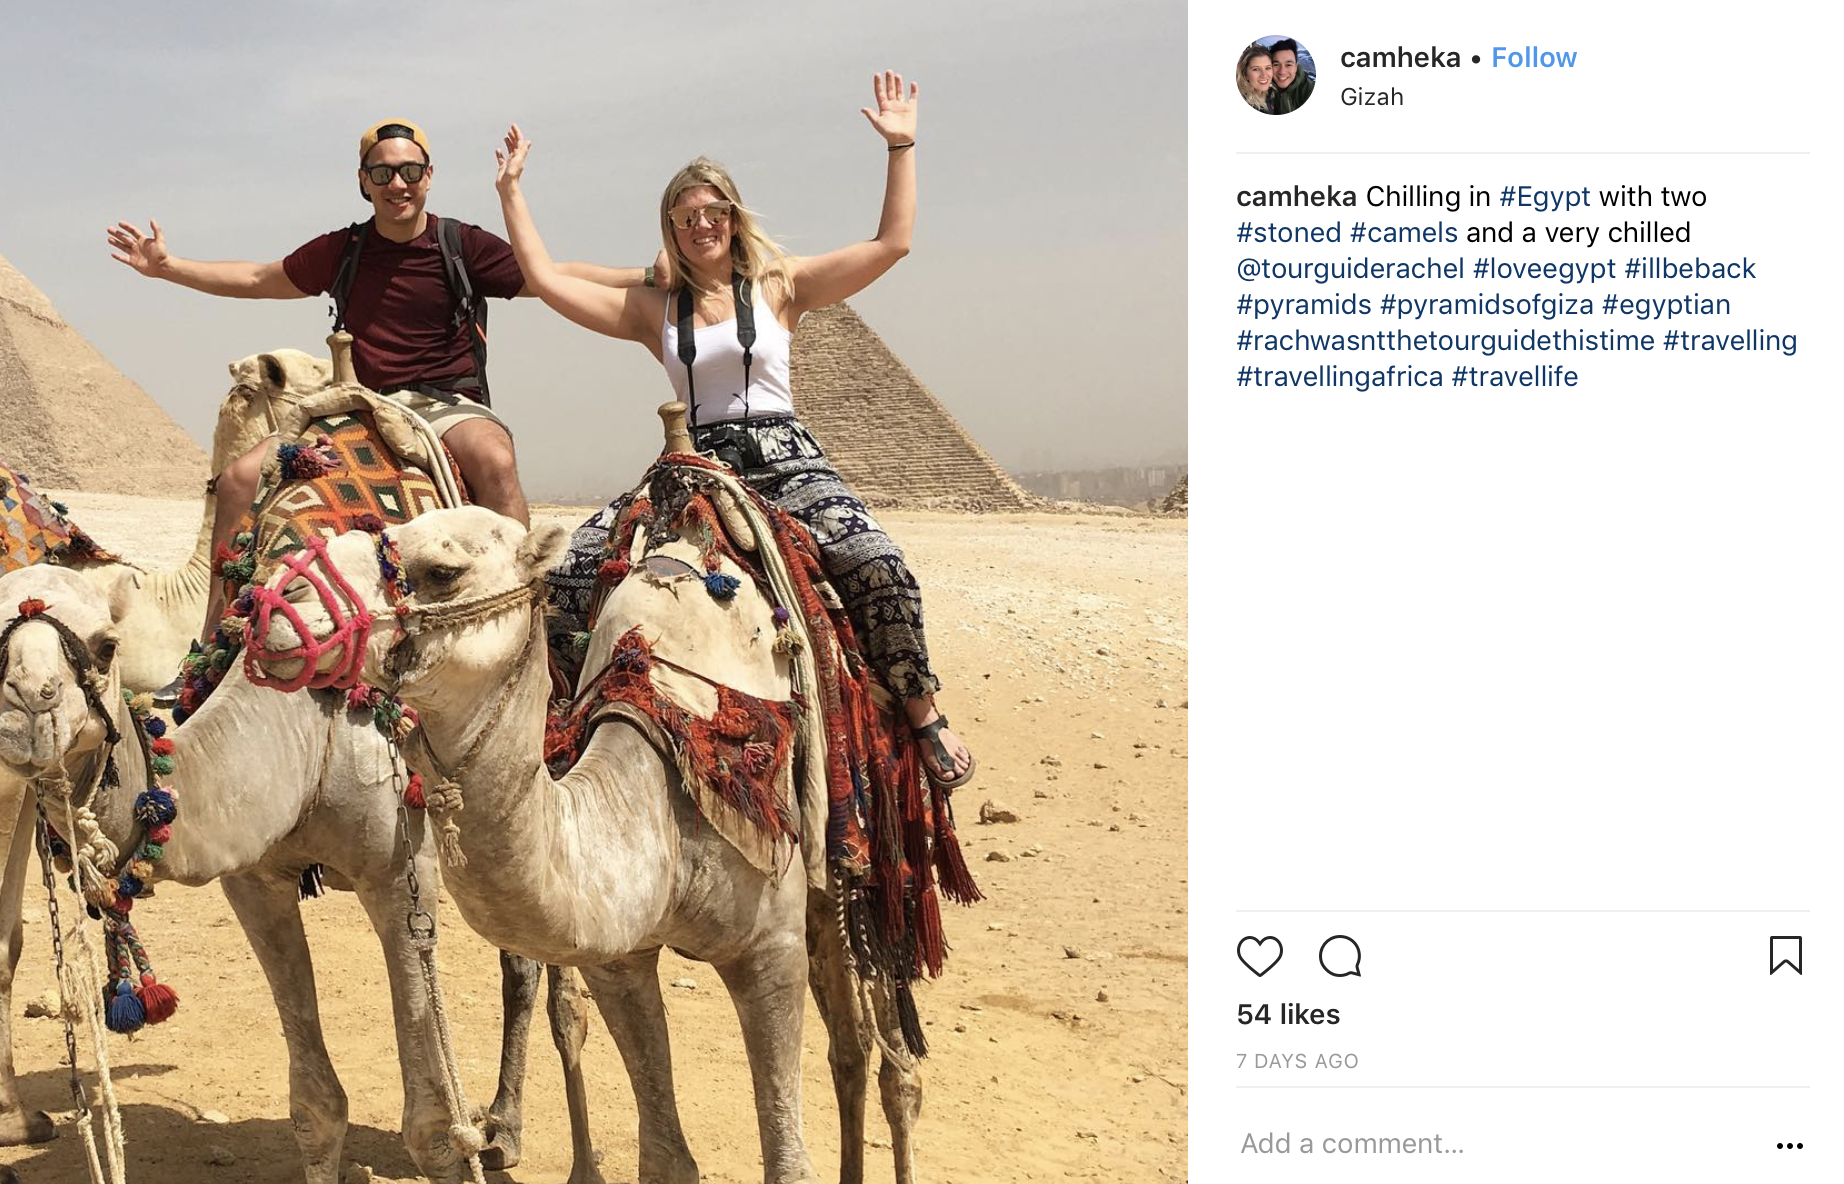 camheka • Follow
Gizah
camheka Chilling in #Egypt with two
#stoned #camels and a very chilled
@tourguiderachel #loveegypt #illbeback
#pyramids #pyramidsofgiza #egyptian
#rachwasntthetourguidethistime #travelling
#travellingafrica #travellife
54 likes
7 DAYS AGO
Add a comment...